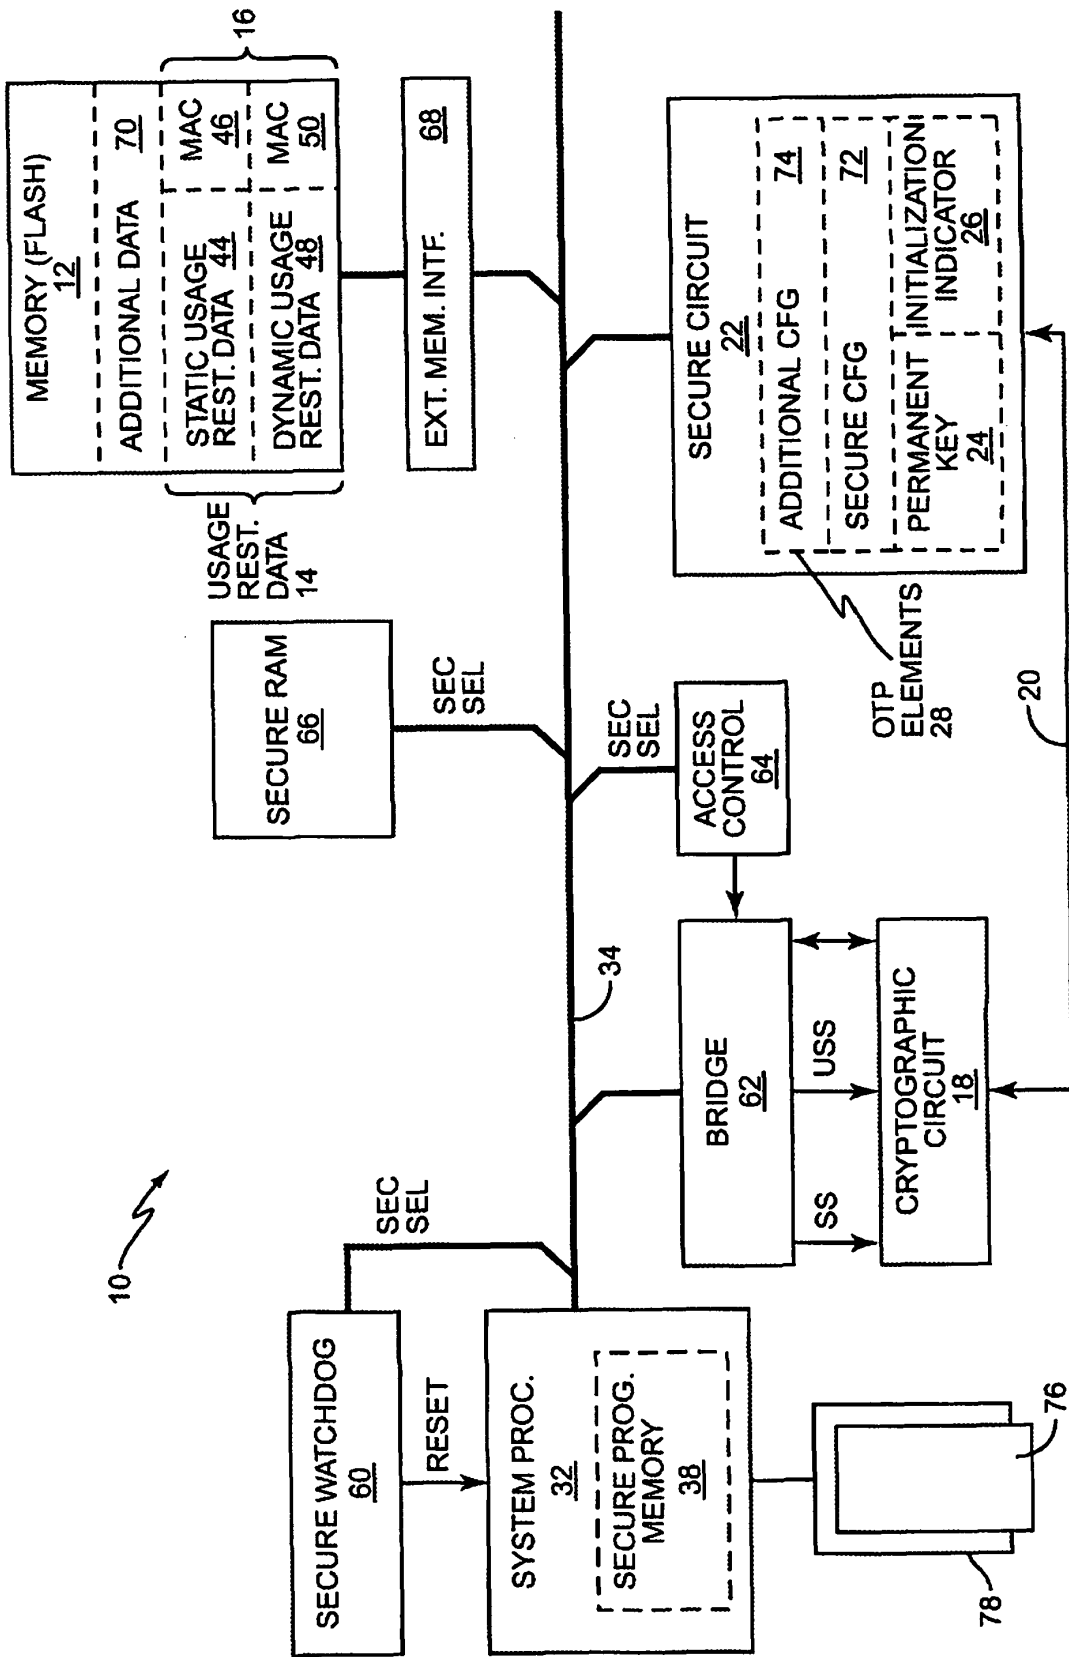 10
SECURE WATCHDOG
60
RESET
SEC
SEL
SYSTEM PROC.
32
SECURE PROG.
MEMORY
38
76
78
34
BRIDGE
62
SS
USS
CRYPTOGRAPHIC
CIRCUIT
18
ACCESS
CONTROL
64
SEC
SEL
SECURE RAM
66
SEC
SEL
MEMORY (FLASH)
12
ADDITIONAL DATA 70
STATIC USAGE
REST. DATA 44
MAC
46
DYNAMIC USAGE
REST. DATA 48
MAC
50
16
USAGE
REST.
DATA
14
EXT. MEM. INTF. 68
SECURE CIRCUIT
22
ADDITIONAL CFG 74
SECURE CFG 72
PERMANENT
KEY
24
INITIALIZATION
INDICATOR
26
OTP
ELEMENTS
28
20